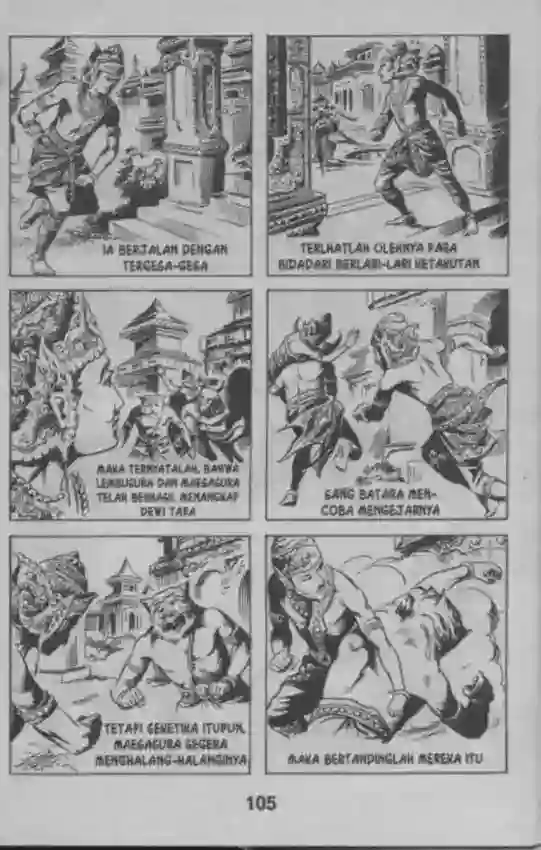 IA BERJALAN DENGAN
TERGESA-GESA
TERLIHATLAH OLEHNYA PARA
BIDADARI BERLARI-LARI KETAKUTAN
MAKA TERNYATALAH, BAHWA
LEMBUSURA DAN MAESASURA
TELAH BERHASIL MENANGKAP
DEWI TARA
SANG BATARA MEN-
COBA MENGEJARNYA
TETAPI SEKETIKA ITUPUN,
MAESASURA SEGERA
MENGHALANG-HALANGINYA
MAKA BERTANDINGLAH MEREKA ITU
105